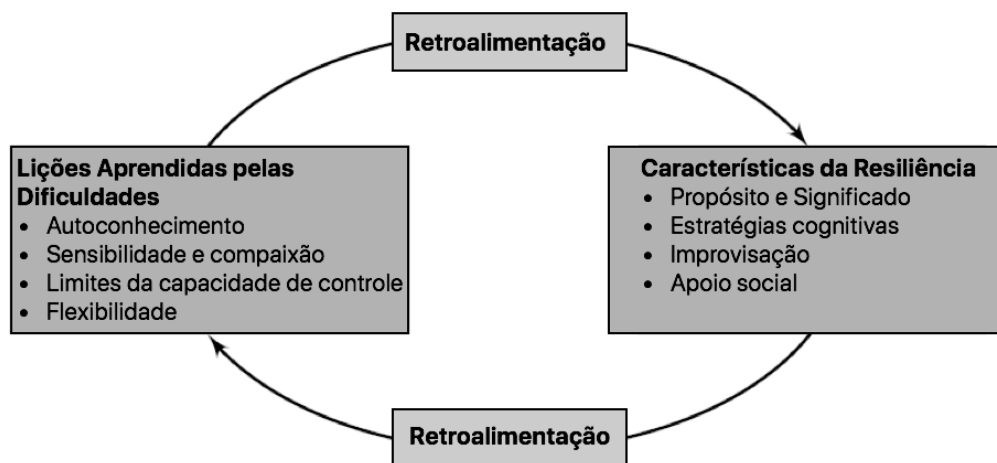 Retroalimentação
Lições Aprendidas pelas
Dificuldades
• Autoconhecimento
• Sensibilidade e compaixão
• Limites da capacidade de controle
• Flexibilidade
Características da Resiliência
• Propósito e Significado
• Estratégias cognitivas
• Improvisação
• Apoio social
Retroalimentação